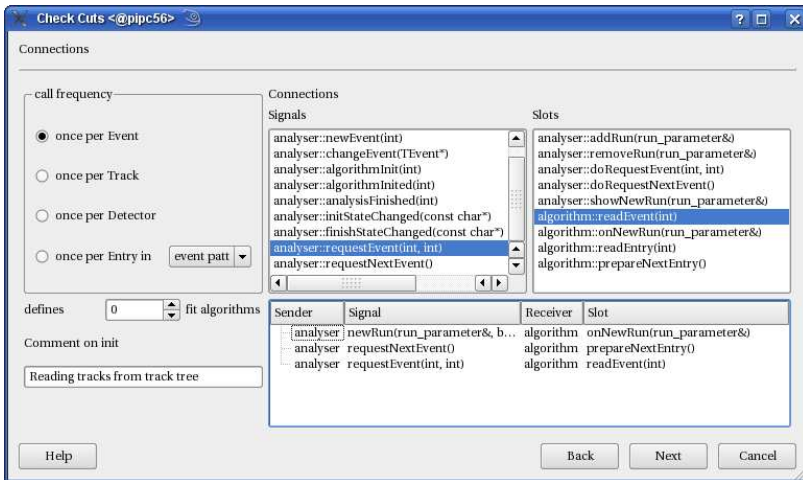 Check Cuts <@pipc56>
Connections
call frequency
once per Event
once per Track
once per Detector
once per Entry in event patt
defines 0 fit algorithms
Comment on init
Reading tracks from track tree
Connections
Signals
analyser::newEvent(int)
analyser::changeEvent(TEvent*)
analyser::algorithmInit(int)
analyser::algorithmInited(int)
analyser::analysisFinished(int)
analyser::initStateChanged(const char*)
analyser::finishStateChanged(const char*)
analyser::requestEvent(int, int)
analyser::requestNextEvent()
Slots
analyser::addRun(run_parameter&)
analyser::removeRun(run_parameter&)
analyser::doRequestEvent(int, int)
analyser::doRequestNextEvent()
analyser::showNewRun(run_parameter&)
algorithm::readEvent(int)
algorithm::onNewRun(run_parameter&)
algorithm::readEntry(int)
algorithm::prepareNextEntry()
Sender Signal Receiver Slot
analyser newRun(run_parameter&, b... algorithm onNewRun(run_parameter&)
analyser requestNextEvent() algorithm prepareNextEntry()
analyser requestEvent(int, int) algorithm readEvent(int)
Help Back Next Cancel